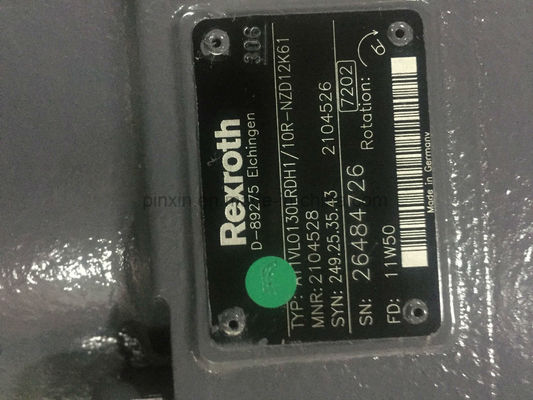 306
Rexroth
D-89275 Elchingen
TYP: A11VLO130LRDH1/10R-NZD12K61
MNR: 2104528 2104526
SYN: 249.25.35.43 7202
SN: 26484726 Rotation:
FD: 11W50
Made in Germany
pinxin